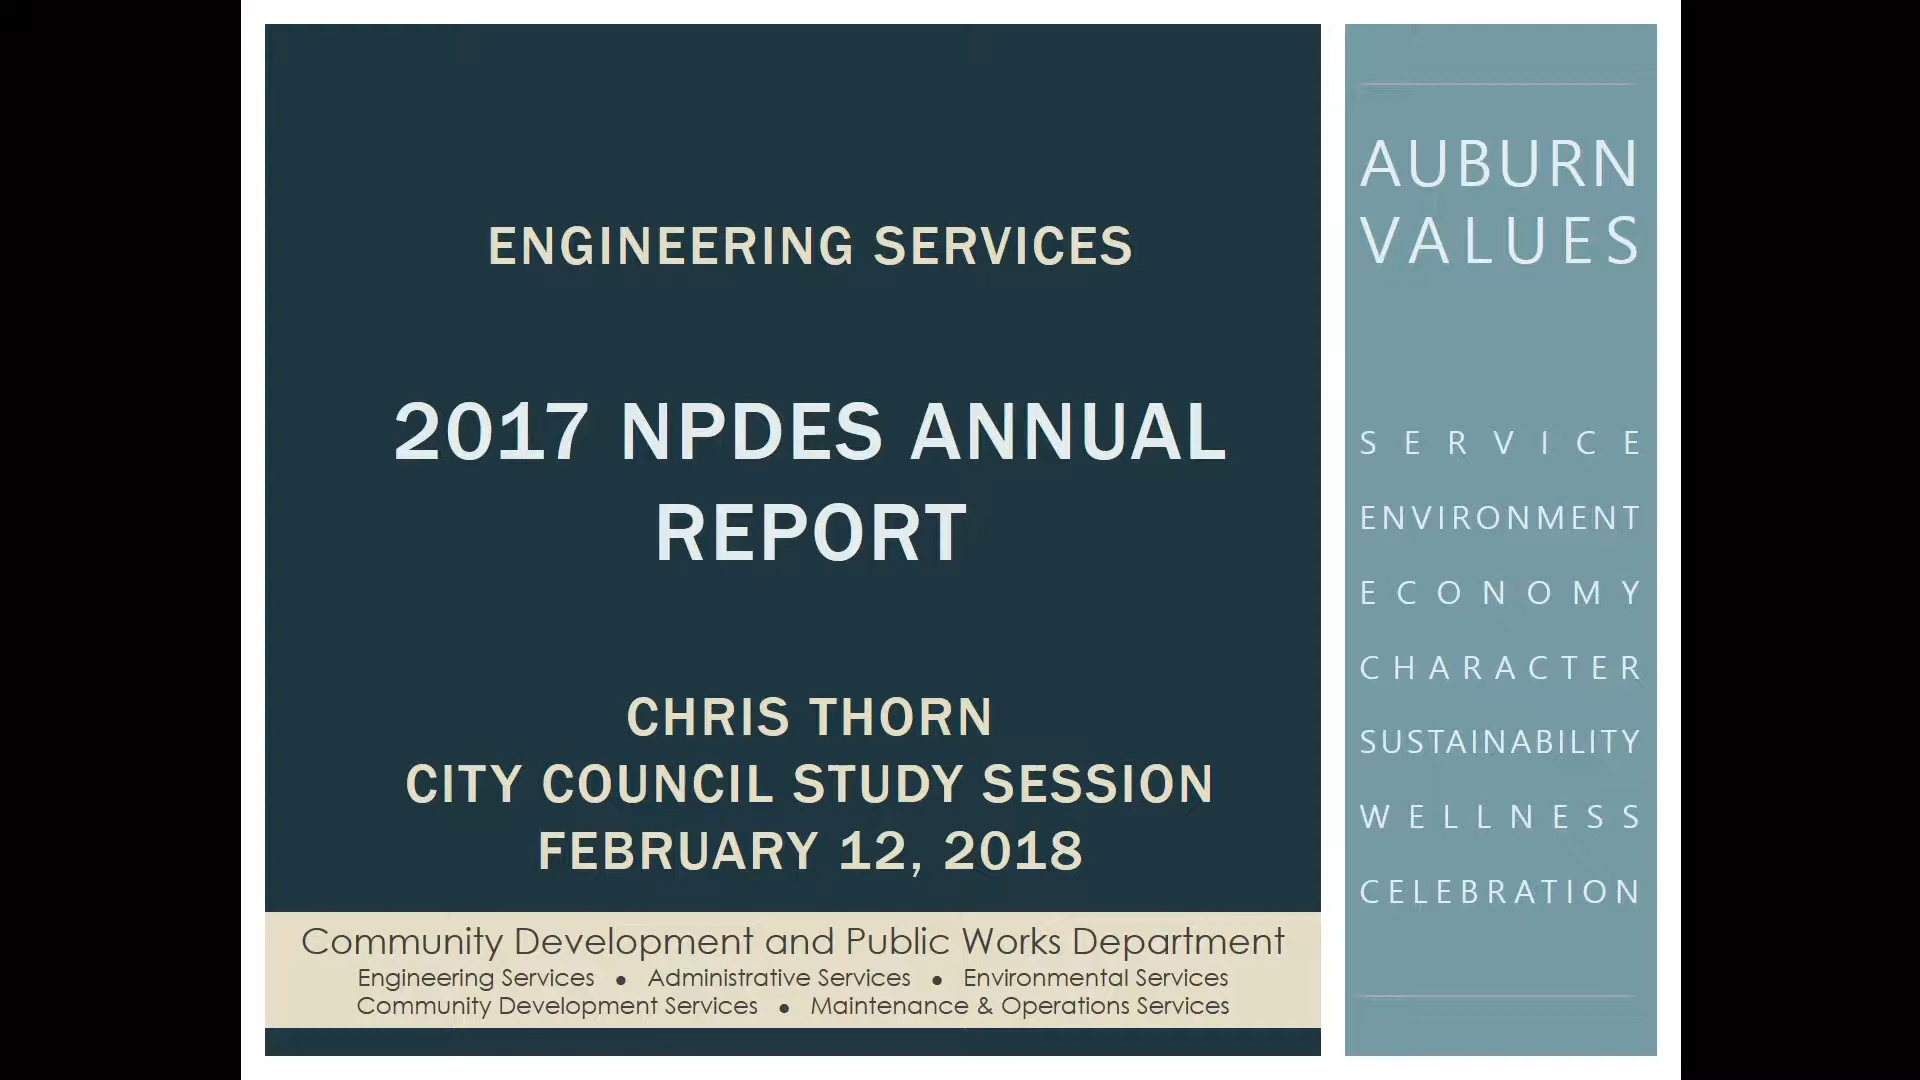 ENGINEERING SERVICES
2017 NPDES ANNUAL
REPORT
CHRIS THORN
CITY COUNCIL STUDY SESSION
FEBRUARY 12, 2018
Community Development and Public Works Department
Engineering Services • Administrative Services • Environmental Services
Community Development Services • Maintenance & Operations Services
AUBURN
VALUES
SERVICE
ENVIRONMENT
ECONOMY
CHARACTER
SUSTAINABILITY
WELLNESS
CELEBRATION